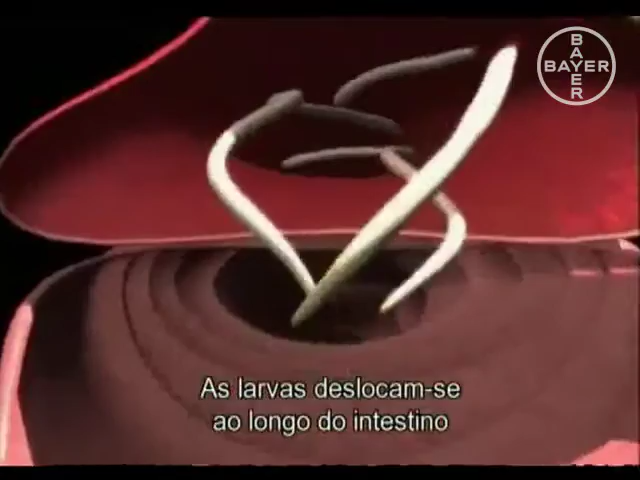 BAYER
BAYER
As larvas deslocam-se
ao longo do intestino